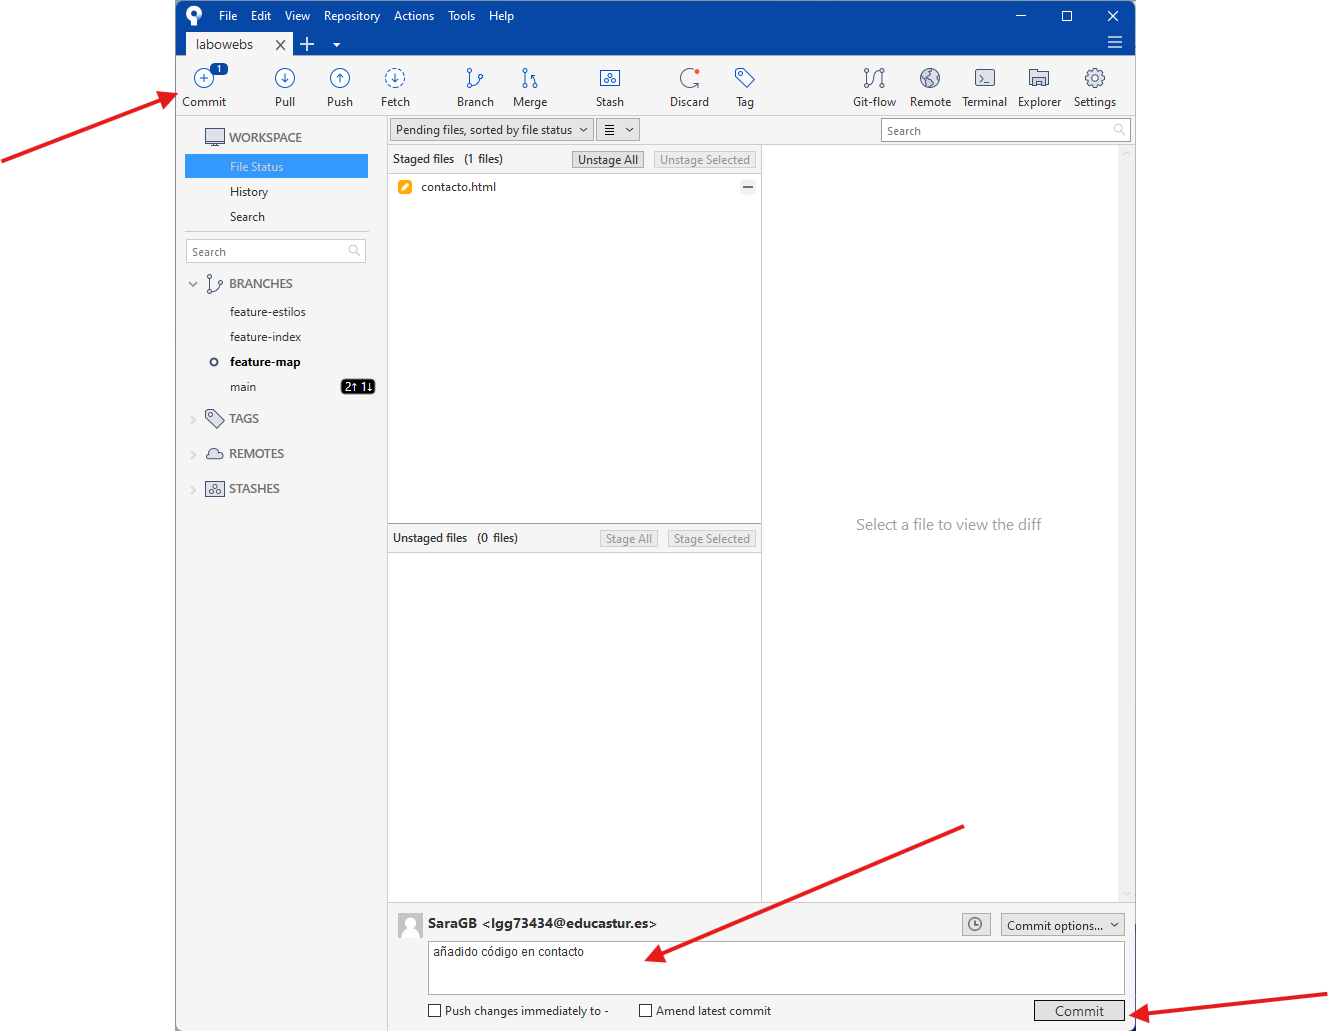 File Edit View Repository Actions Tools Help
labowebs
1
Commit Pull Push Fetch Branch Merge Stash Discard Tag Git-flow Remote Terminal Explorer Settings
WORKSPACE
File Status
History
Search
Search
BRANCHES
feature-estilos
feature-index
feature-map
main 2↑ 1↓
TAGS
REMOTES
STASHES
Pending files, sorted by file status
Search
Staged files (1 files) Unstage All Unstage Selected
contacto.html
Unstaged files (0 files) Stage All Stage Selected
Select a file to view the diff
SaraGB <lgg73434@educastur.es> Commit options...
añadido código en contacto
Push changes immediately to - Amend latest commit Commit